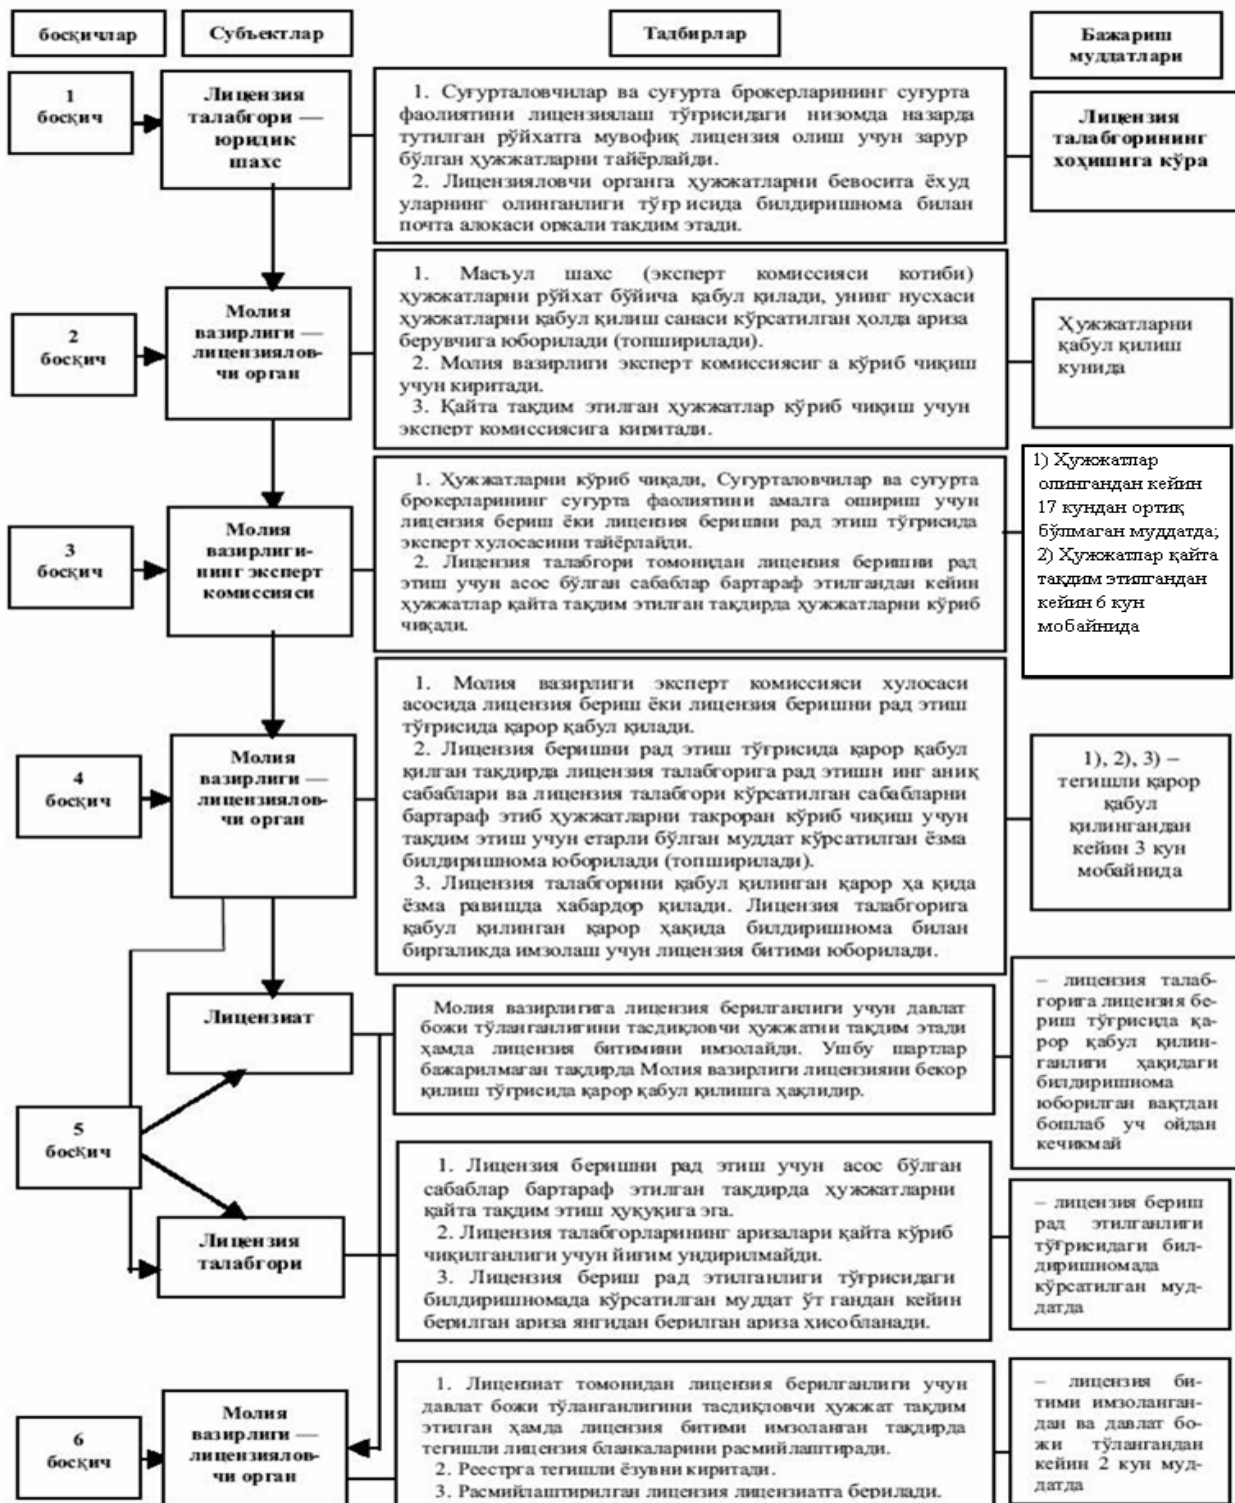 босқичлар
Субъектлар
Тадбирлар
Бажариш
муддатлари
1
босқич
Лицензия
талабгори —
юридик
шахс
1. Суғурталовчилар ва суғурта брокерларининг суғурта
фаолиятини лицензиялаш тўғрисидаги низомда назарда
тутилган рўйхатга мувофиқ лицензия олиш учун зарур
бўлган ҳужжатларни тайёрлайди.
2. Лицензияловчи органга ҳужжатларни бевосита ёхуд
уларнинг олинганлиги тўғр исида билдиришнома билан
почта алоқаси орқали тақдим этади.
Лицензия
талабгорининг
хоҳишига кўра
2
босқич
Молия
вазирлиги —
лицензиялов-
чи орган
1. Масъул шахс (эксперт комиссияси котиби)
ҳужжатларни рўйхат бўйича қабул қилади, унинг нусхаси
ҳужжатларни қабул қилиш санаси кўрсатилган ҳолда ариза
берувчига юборилади (топширилади).
2. Молия вазирлиги эксперт комиссиясиг а кўриб чиқиш
учун киритади.
3. Қайта тақдим этилган ҳужжатлар кўриб чиқиш учун
эксперт комиссиясига киритади.
Ҳужжатларни
қабул қилиш
кунида
3
босқич
Молия
вазирлиги-
нинг эксперт
комиссияси
1. Ҳужжатларни кўриб чиқади, Суғурталовчилар ва суғурта
брокерларининг суғурта фаолиятини амалга ошириш учун
лицензия бериш ёки лицензия беришни рад этиш тўғрисида
эксперт хулосасини тайёрлайди.
2. Лицензия талабгори томонидан лицензия беришни рад
этиш учун асос бўлган сабаблар бартараф этилгандан кейин
ҳужжатлар қайта тақдим этилган тақдирда ҳужжатларни кўриб
чиқади.
1) Ҳужжатлар
олингандан кейин
17 кундан ортиқ
бўлмаган муддатда;
2) Ҳужжатлар қайта
тақдим этилгандан
кейин 6 кун
мобайнида
4
босқич
Молия
вазирлиги —
лицензиялов-
чи орган
1. Молия вазирлиги эксперт комиссияси хулосаси
асосида лицензия бериш ёки лицензия беришни рад этиш
тўғрисида қарор қабул қилади.
2. Лицензия беришни рад этиш тўғрисида қарор қабул
қилган тақдирда лицензия талабгорига рад этишн инг аниқ
сабаблари ва лицензия талабгори кўрсатилган сабабларни
бартараф этиб ҳужжатларни такроран кўриб чиқиш учун
тақдим этиш учун етарли бўлган муддат кўрсатилган ёзма
билдиришнома юборилади (топширилади).
3. Лицензия талабгорини қабул қилинган қарор ҳа қида
ёзма равишда хабардор қилади. Лицензия талабгорига
қабул қилинган қарор ҳақида билдиришнома билан
биргаликда имзолаш учун лицензия битими юборилади.
1), 2), 3) –
тегишли қарор
қабул
қилингандан
кейин 3 кун
мобайнида
5
босқич
Лицензиат
Молия вазирлигига лицензия берилганлиги учун давлат
божи тўланганлигини тасдиқловчи ҳужжатни тақдим этади
ҳамда лицензия битимини имзолайди. Ушбу шартлар
бажарилмаган тақдирда Молия вазирлиги лицензияни бекор
қилиш тўғрисида қарор қабул қилишга ҳақлидир.
– лицензия талаб-
горига лицензия бе-
риш тўғрисида қа-
рор қабул қилин-
ганлиги ҳақидаги
билдиришнома
юборилган вақтдан
бошлаб уч ойдан
кечикмай
Лицензия
талабгори
1. Лицензия беришни рад этиш учун асос бўлган
сабаблар бартараф этилган тақдирда ҳужжатларни
қайта тақдим этиш ҳуқуқига эга.
2. Лицензия талабгорларининг аризалари қайта кўриб
чиқилганлиги учун йиғим ундирилмайди.
3. Лицензия бериш рад этилганлиги тўғрисидаги
билдиришномада кўрсатилган муддат ўт гандан кейин
берилган ариза янгидан берилган ариза ҳисобланади.
– лицензия бериш
рад этилганлиги
тўғрисидаги бил-
диришномада
кўрсатилган муд-
датда
6
босқич
Молия
вазирлиги —
лицензиялов-
чи орган
1. Лицензиат томонидан лицензия берилганлиги учун
давлат божи тўланганлигини тасдиқловчи ҳужжат тақдим
этилган ҳамда лицензия битими имзоланган тақдирда
тегишли лицензия бланкаларини расмийлаштиради.
2. Реестрга тегишли ёзувни киритади.
3. Расмийлаштирилган лицензия лицензиатга берилади.
– лицензия би-
тими имзоланган-
дан ва давлат бо-
жи тўлангандан
кейин 2 кун муд-
датда